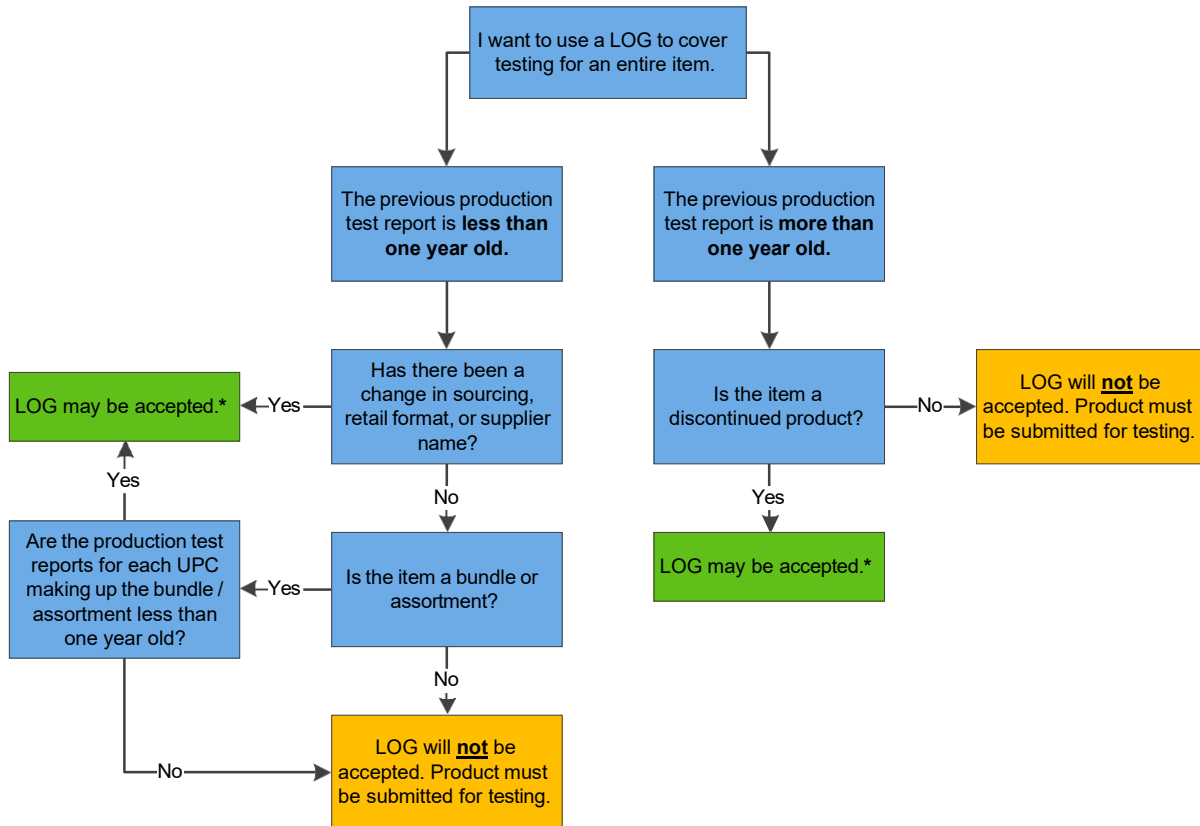 I want to use a LOG to cover
testing for an entire item.
The previous production
test report is less than
one year old.
The previous production
test report is more than
one year old.
LOG may be accepted.*
Yes
Has there been a
change in sourcing,
retail format, or supplier
name?
Is the item a
discontinued product?
No
LOG will not be
accepted. Product must
be submitted for testing.
Yes
No
Yes
Are the production test
reports for each UPC
making up the bundle /
assortment less than
one year old?
Yes
Is the item a bundle or
assortment?
LOG may be accepted.*
No
No
LOG will not be
accepted. Product must
be submitted for testing.